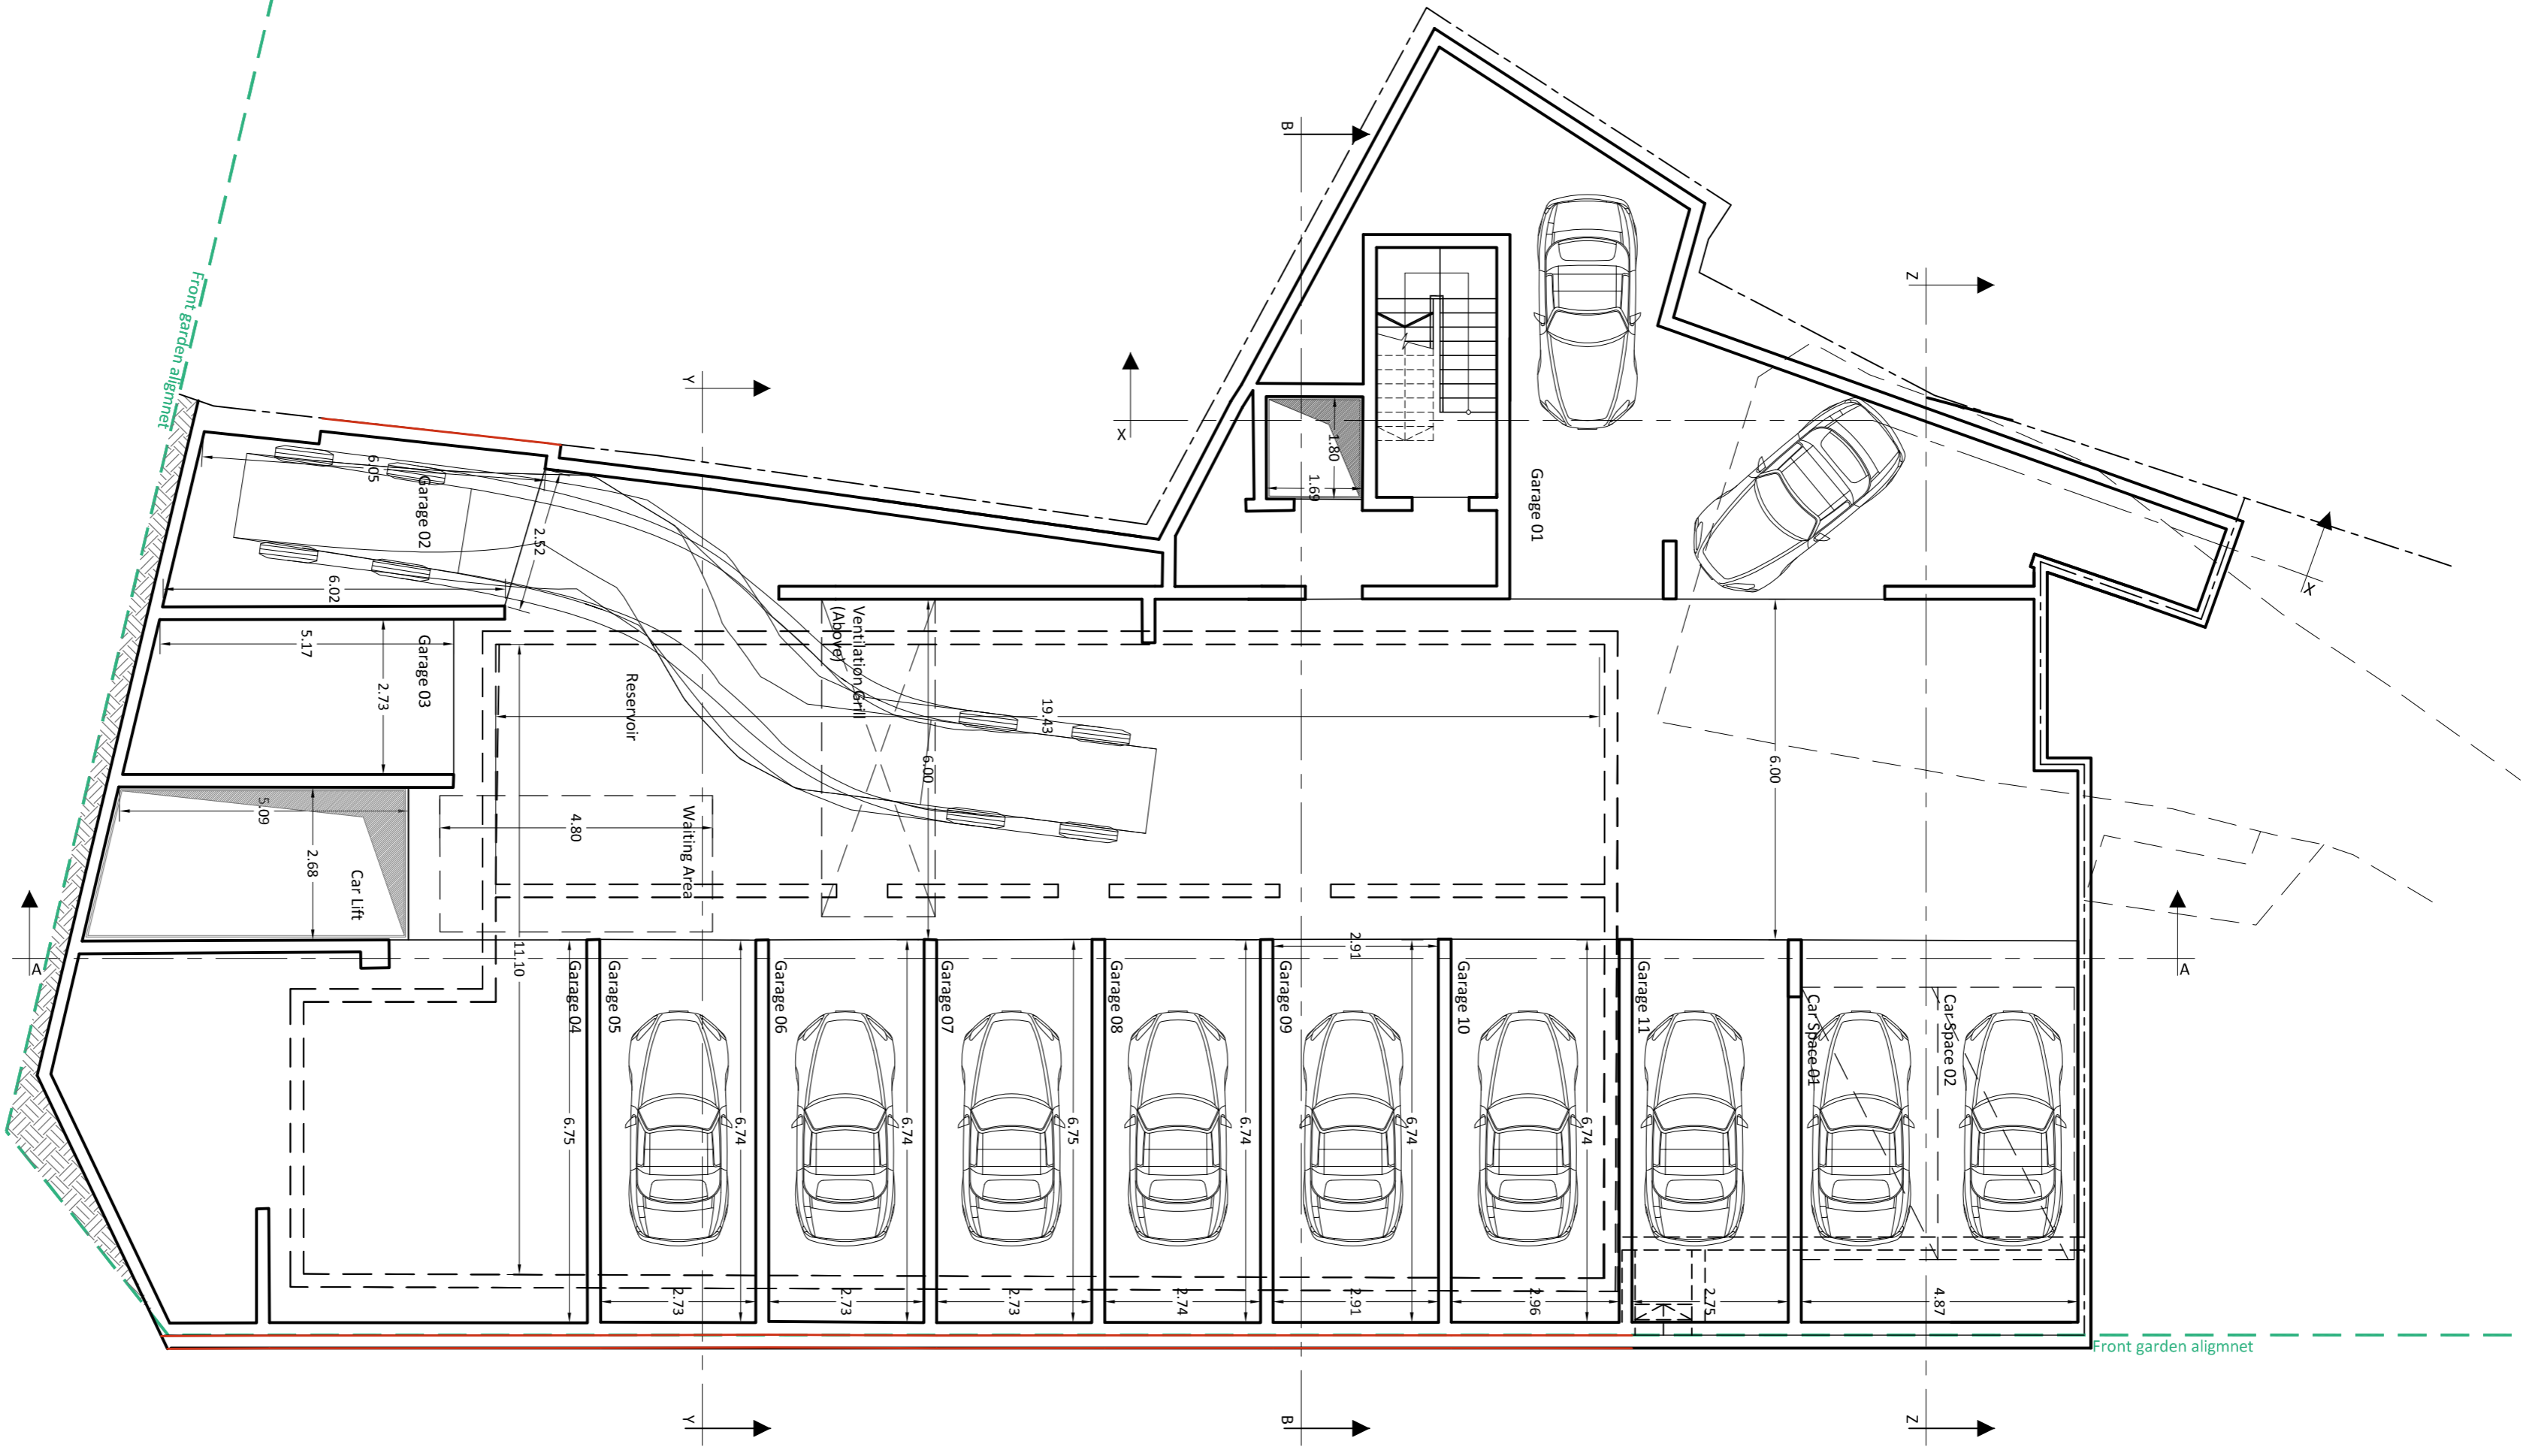 Front garden aligmnet
B
B
Z
Z
Y
Y
X
X
A
A
Garage 01
1.80
1.69
6.05
Garage 02
2.52
6.02
5.17
Garage 03
2.73
Reservoir
Ventilation Grill
(Above)
19.43
6.00
6.00
5.09
2.68
Car Lift
4.80
Waiting Area
11.10
Garage 04
6.75
Garage 05
6.74
2.73
Garage 06
6.74
2.73
Garage 07
6.75
2.73
Garage 08
6.74
2.74
Garage 09
2.91
6.74
2.91
Garage 10
6.74
2.96
Garage 11
2.75
Car Space 01
Car Space 02
4.87
Front garden aligmnet